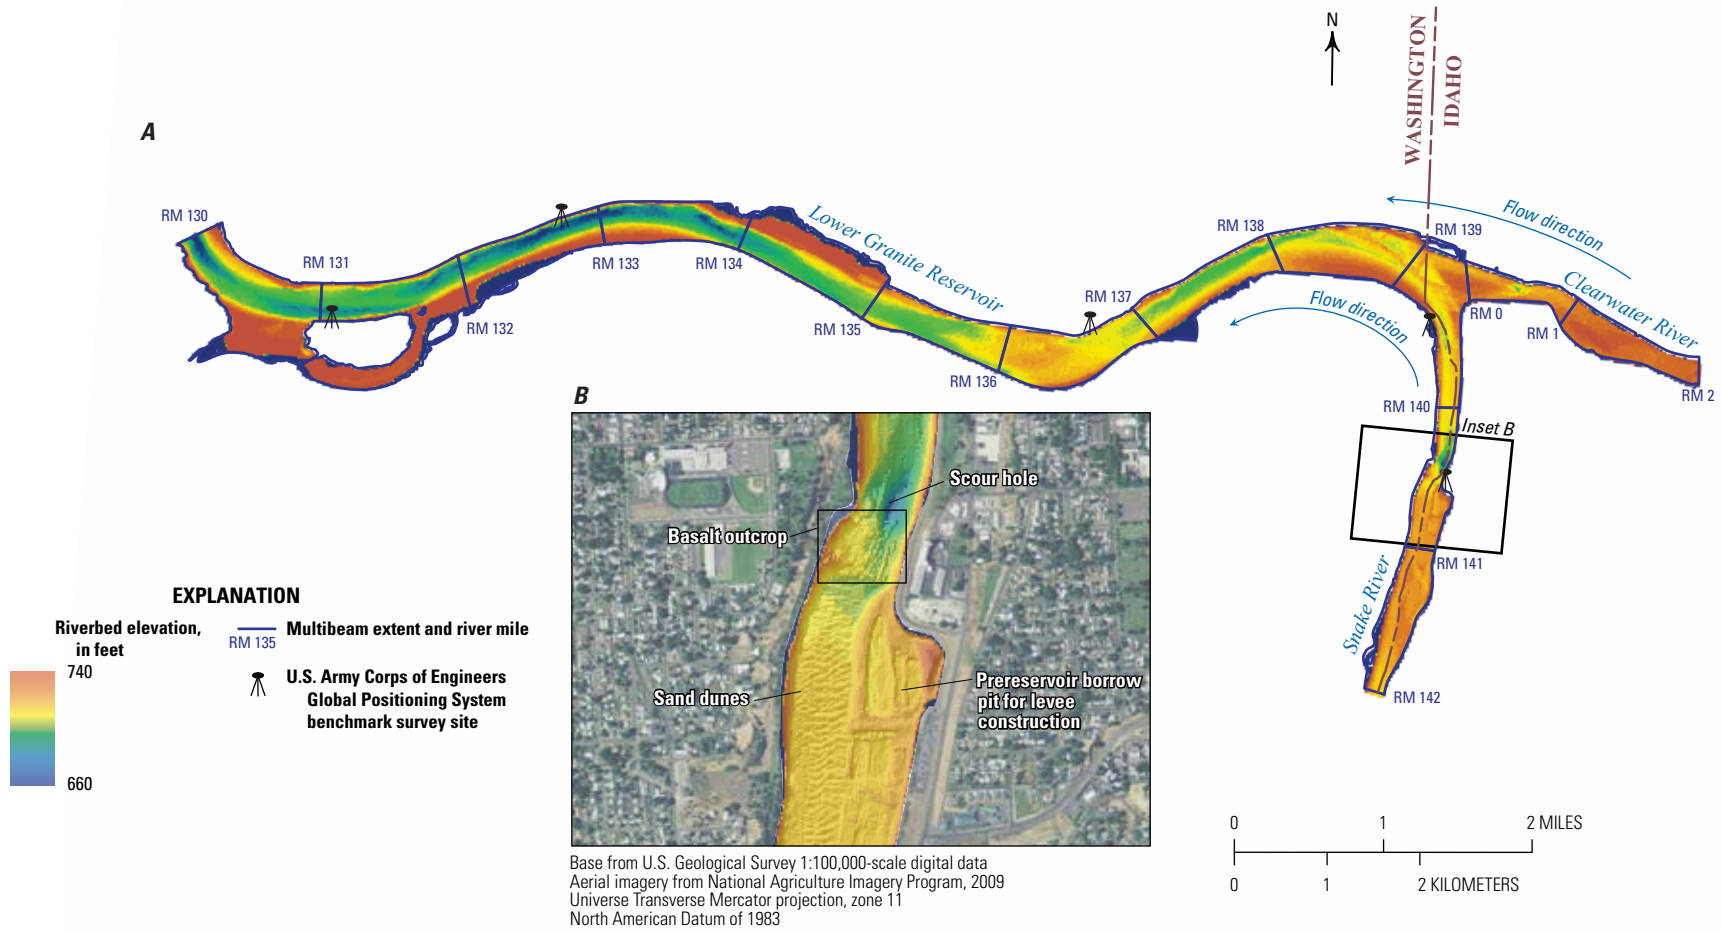 A
N
WASHINGTON
IDAHO
Flow direction
RM 130
RM 131
RM 132
RM 133
RM 134
RM 135
RM 136
RM 137
RM 138
RM 139
RM 0
RM 1
RM 2
Lower Granite Reservoir
Clearwater River
Flow direction
RM 140
Inset B
RM 141
Snake River
RM 142
B
Scour hole
Basalt outcrop
Sand dunes
Prereservoir borrow
pit for levee
construction
EXPLANATION
Riverbed elevation,
in feet
740
660
RM 135
Multibeam extent and river mile
U.S. Army Corps of Engineers
Global Positioning System
benchmark survey site
Base from U.S. Geological Survey 1:100,000-scale digital data
Aerial imagery from National Agriculture Imagery Program, 2009
Universe Transverse Mercator projection, zone 11
North American Datum of 1983
0 1 2 MILES
0 1 2 KILOMETERS